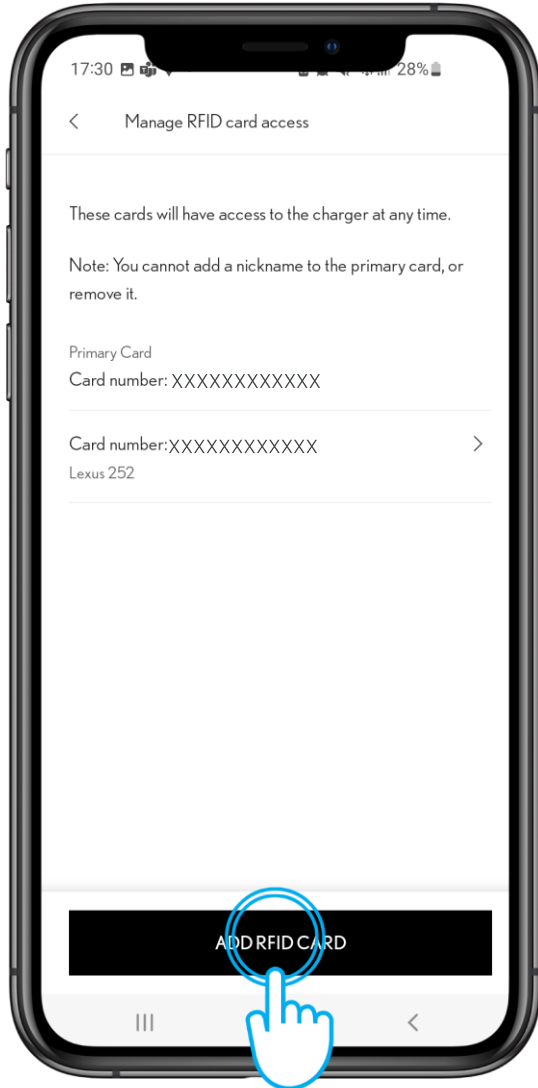 17:30 28%
Manage RFID card access
These cards will have access to the charger at any time.
Note: You cannot add a nickname to the primary card, or
remove it.
Primary Card
Card number: XXXXXXXXXXXX
Card number:XXXXXXXXXXXX
Lexus 252
ADD RFID CARD